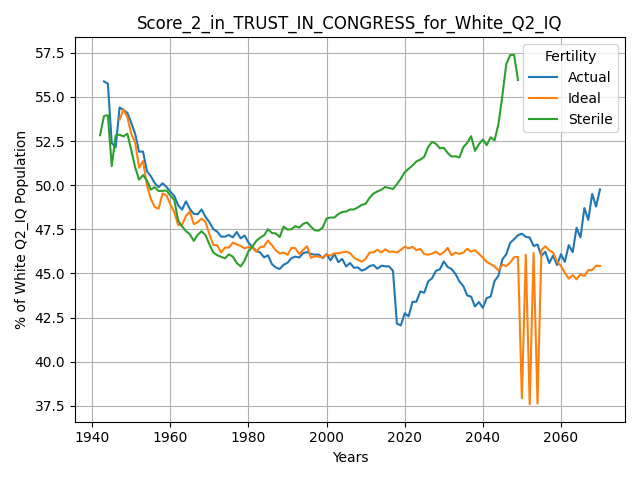 Score_2_in_TRUST_IN_CONGRESS_for_White_Q2_IQ
Fertility
Actual
Ideal
Sterile
% of White Q2_IQ Population
57.5
55.0
52.5
50.0
47.5
45.0
42.5
40.0
37.5
1940
1960
1980
2000
2020
2040
2060
Years